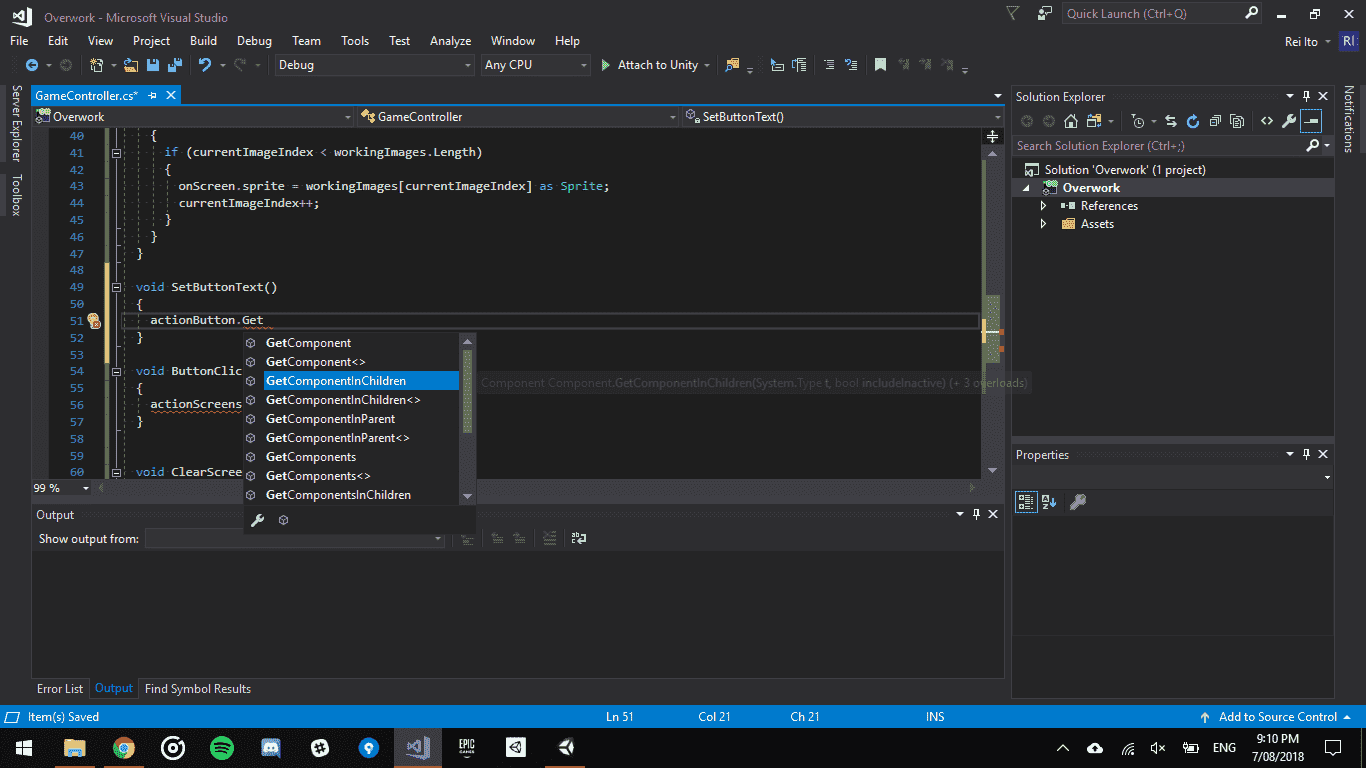 Overwork - Microsoft Visual Studio
Quick Launch (Ctrl+Q)
File Edit View Project Build Debug Team Tools Test Analyze Window Help
Rei Ito RI
Debug Any CPU Attach to Unity
Server Explorer
Toolbox
GameController.cs*
Overwork GameController SetButtonText()
40 {
41 if (currentImageIndex < workingImages.Length)
42 {
43 onScreen.sprite = workingImages[currentImageIndex] as Sprite;
44 currentImageIndex++;
45 }
46 }
47 }
48
49 void SetButtonText()
50 {
51 actionButton.Get
52 }
53
54 void ButtonClic
55 {
56 actionScreens
57 }
58
59
60 void ClearScree
GetComponent
GetComponent<>
GetComponentInChildren
GetComponentInChildren<>
GetComponentInParent
GetComponentInParent<>
GetComponents
GetComponents<>
GetComponentsInChildren
Component Component.GetComponentInChildren(System.Type t, bool includeInactive) (+ 3 overloads)
99 %
Output
Show output from:
Error List Output Find Symbol Results
Solution Explorer
Search Solution Explorer (Ctrl+;)
Solution 'Overwork' (1 project)
Overwork
References
Assets
Properties
Notifications
Item(s) Saved Ln 51 Col 21 Ch 21 INS Add to Source Control
EPIC
GAMES
ENG
9:10 PM
7/08/2018